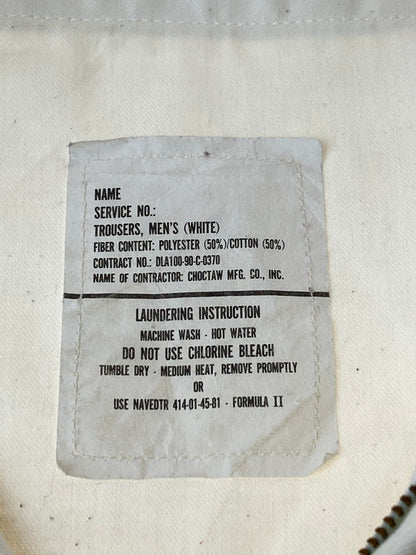 NAME
SERVICE NO.:
TROUSERS, MEN'S (WHITE)
FIBER CONTENT: POLYESTER (50%)/COTTON (50%)
CONTRACT NO.: DLA100-90-C-0370
NAME OF CONTRACTOR: CHOCTAW MFG. CO., INC.
LAUNDERING INSTRUCTION
MACHINE WASH - HOT WATER
DO NOT USE CHLORINE BLEACH
TUMBLE DRY - MEDIUM HEAT, REMOVE PROMPTLY
OR
USE NAVEDTR 414-01-45-81 - FORMULA II